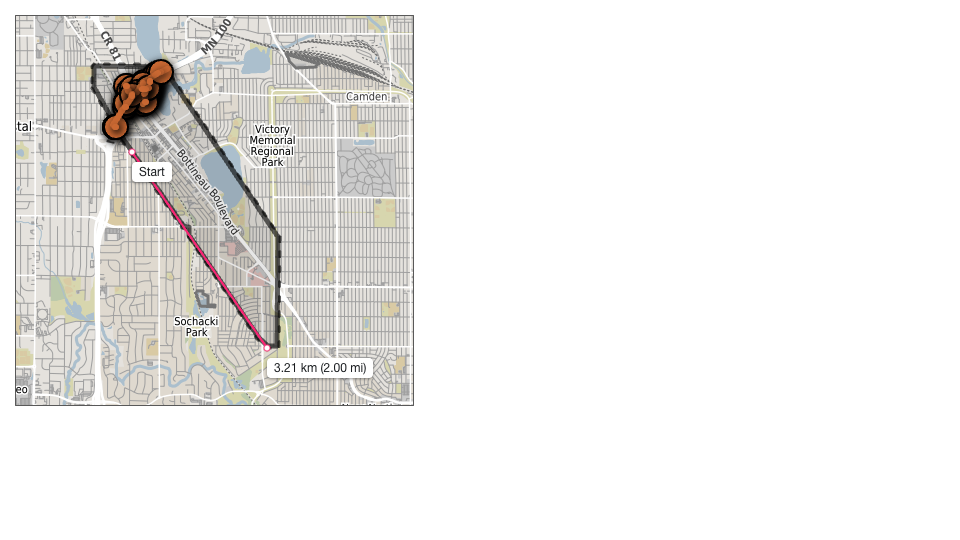 CR 81
MN 100
Camden
tal
Victory
Memorial
Regional
Park
Start
Bottineau Boulevard
Sochacki
Park
3.21 km (2.00 mi)
eo